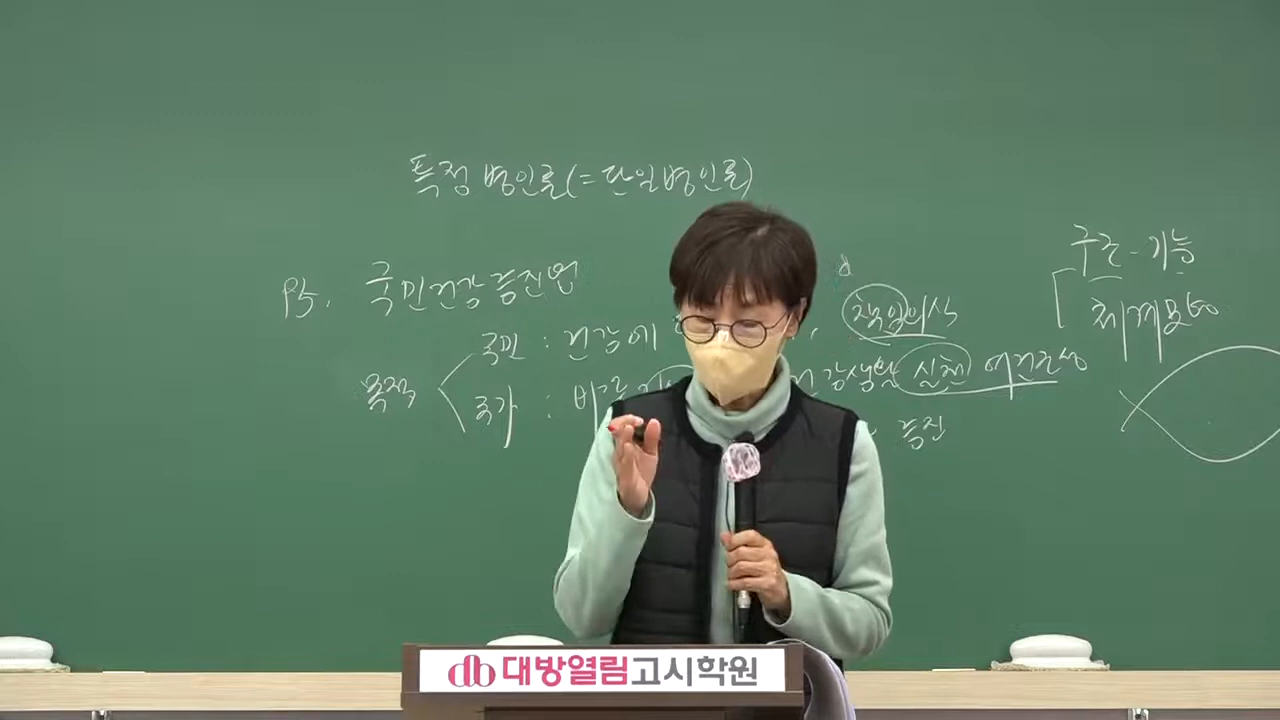 특정병인론(=단일병인론)
P5. 국민건강증진법
국민 : 건강에 책임의식
목적
국가 : 바른 건강생활 실천 여건조성
증진
구조-기능
체계모형
대방열림고시학원